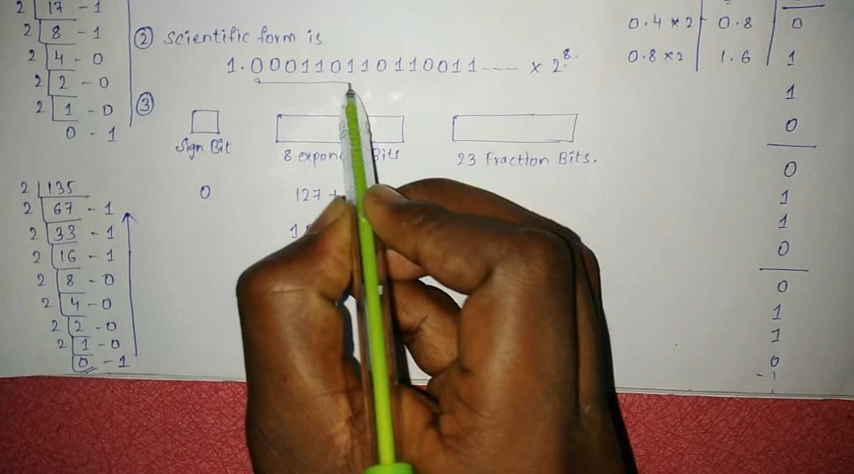 2 17 - 1
2 8 - 1
2 4 - 0
2 2 - 0
2 1 - 0
0 - 1
② Scientific form is
1.00011011011011 0011---- × 2^8.
③
Sign Bit
8 Bits
23 Fraction Bits.
0
127 +
2 135
2 67 - 1
2 33 - 1
2 16 - 1
2 8 - 0
2 4 - 0
2 2 - 0
2 1 - 0
0 - 1
0.4×2 0.8 0
0.8×2 1.6 1
1
0
0
1
1
0
0
1
1
0